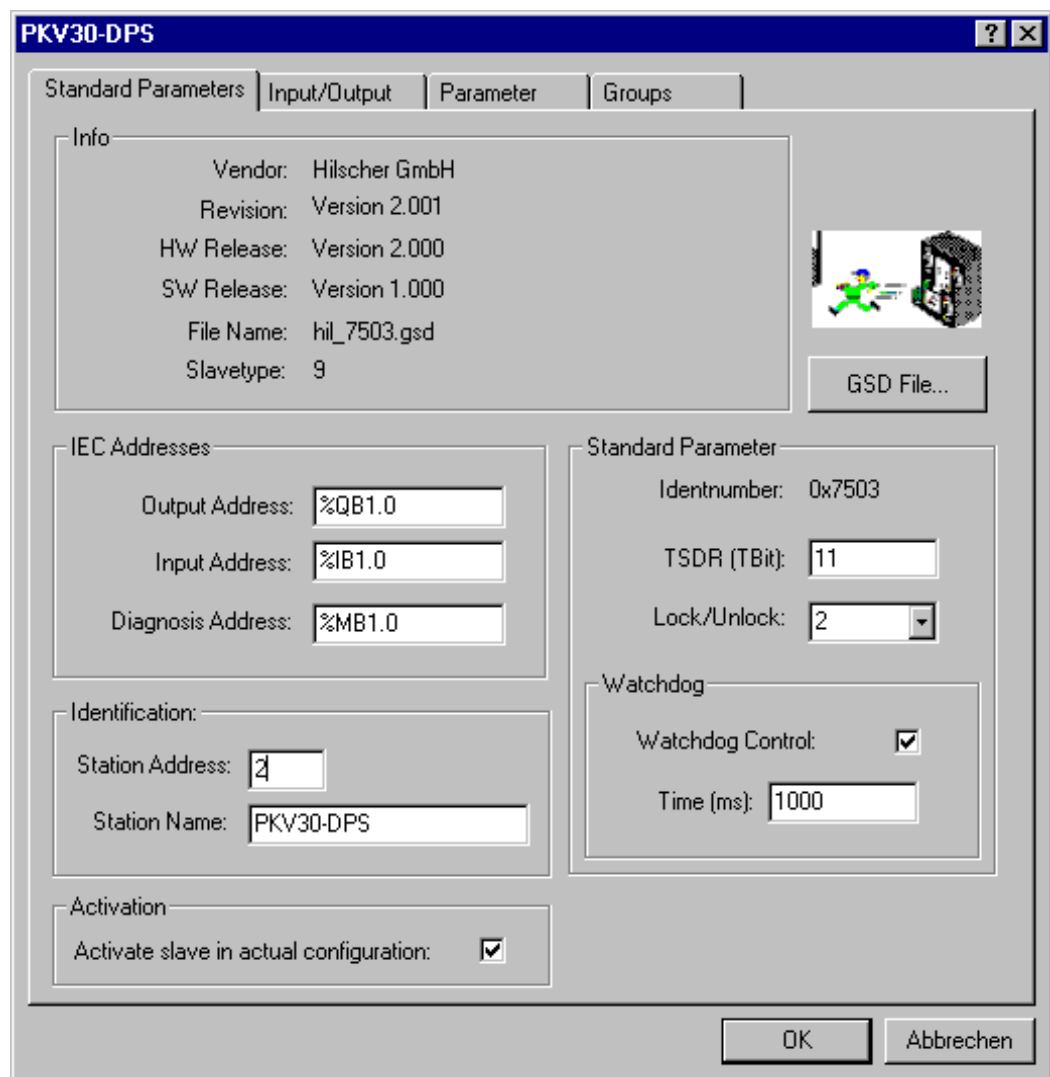 PKV30-DPS
Standard Parameters Input/Output Parameter Groups
Info
Vendor: Hilscher GmbH
Revision: Version 2.001
HW Release: Version 2.000
SW Release: Version 1.000
File Name: hil_7503.gsd
Slavetype: 9
GSD File...
IEC Addresses
Output Address: %QB1.0
Input Address: %IB1.0
Diagnosis Address: %MB1.0
Standard Parameter
Identnumber: 0x7503
TSDR (TBit): 11
Lock/Unlock: 2
Watchdog
Watchdog Control:
Time (ms): 1000
Identification:
Station Address: 2
Station Name: PKV30-DPS
Activation
Activate slave in actual configuration:
OK Abbrechen